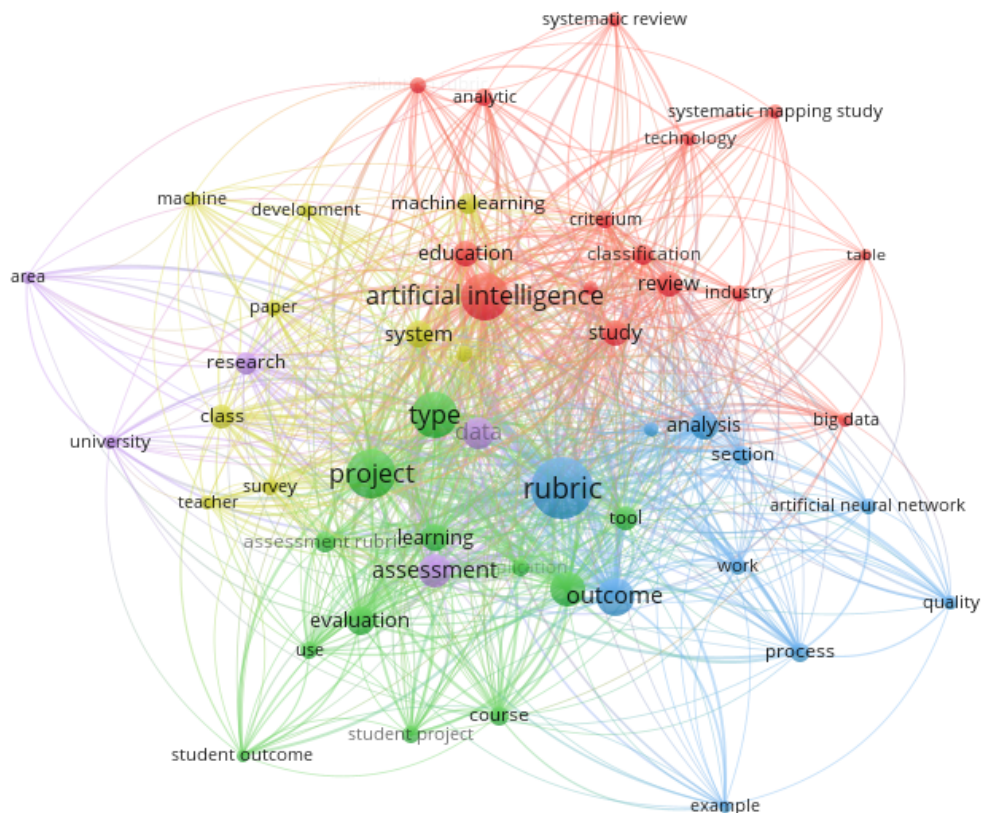 systematic review
analytic
systematic mapping study
technology
machine
development
machine learning
criterium
education
classification
table
area
review
industry
artificial intelligence
paper
system
study
research
class
type
data
analysis
big data
university
section
project
survey
rubric
teacher
tool
artificial neural network
assessment rubric
learning
assessment
work
outcome
quality
evaluation
use
process
course
student project
student outcome
example